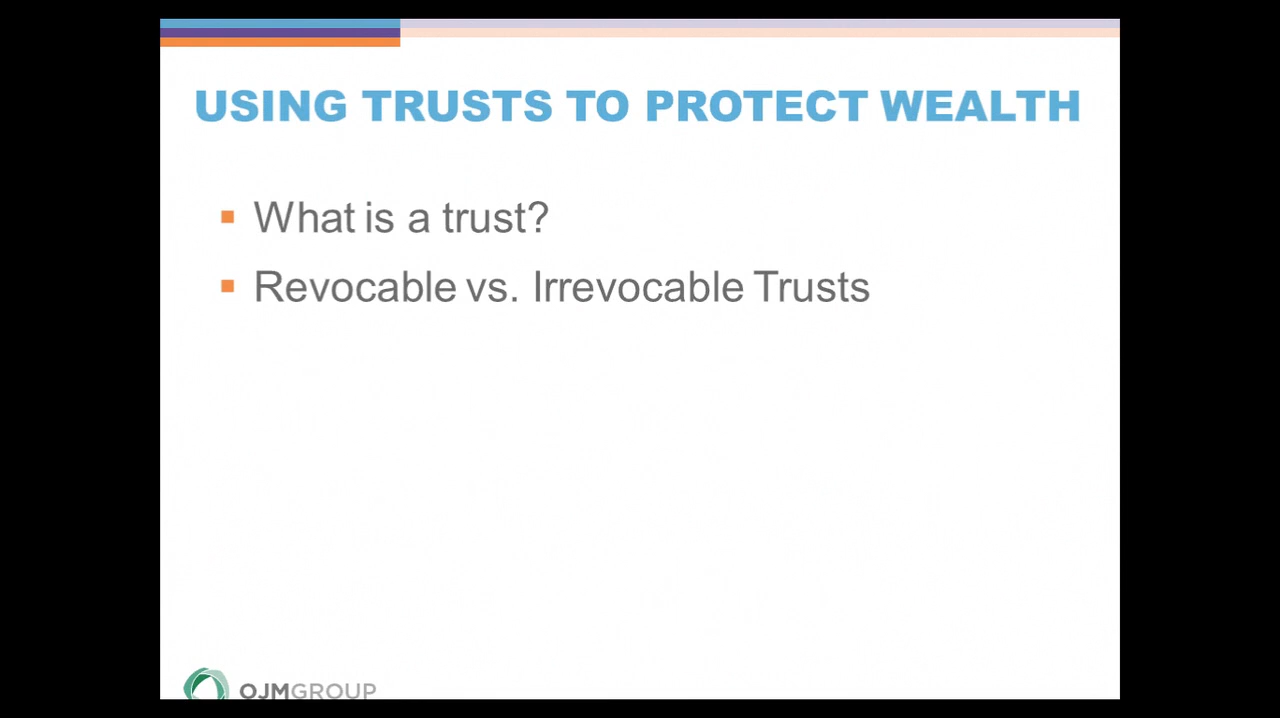 USING TRUSTS TO PROTECT WEALTH
What is a trust?
Revocable vs. Irrevocable Trusts
OJMGROUP